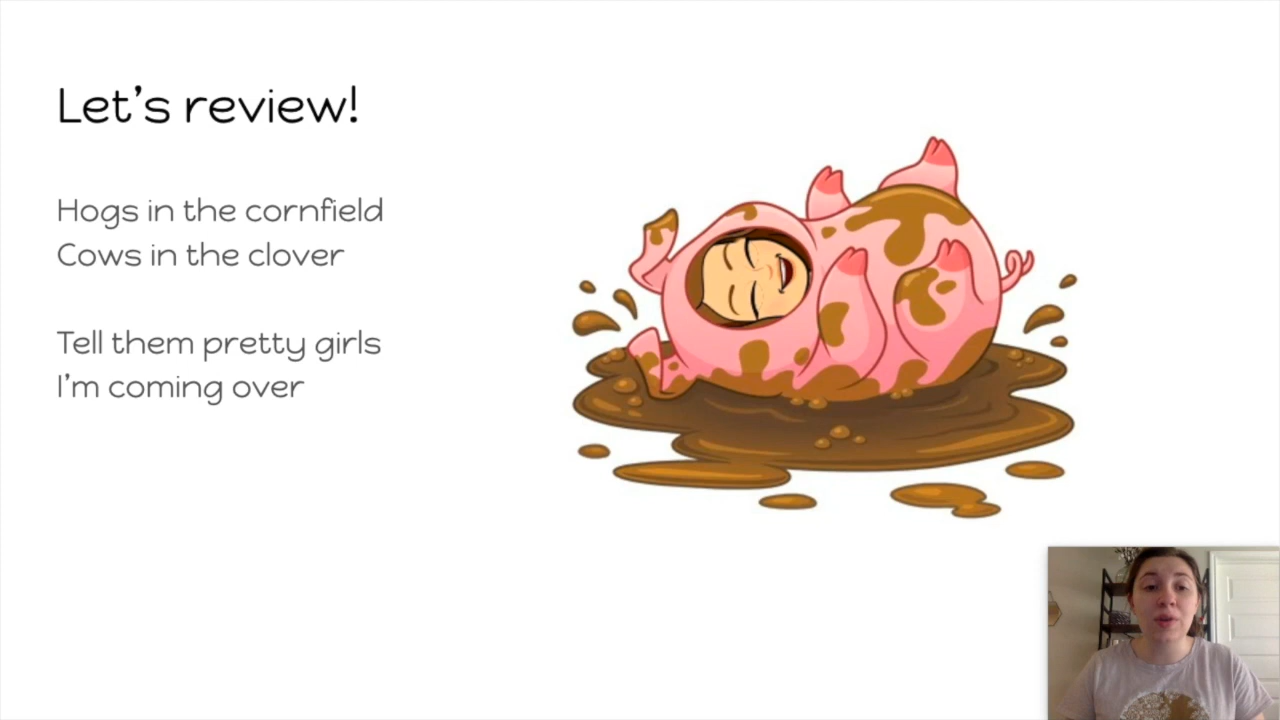 Let's review!
Hogs in the cornfield
Cows in the clover
Tell them pretty girls
I'm coming over